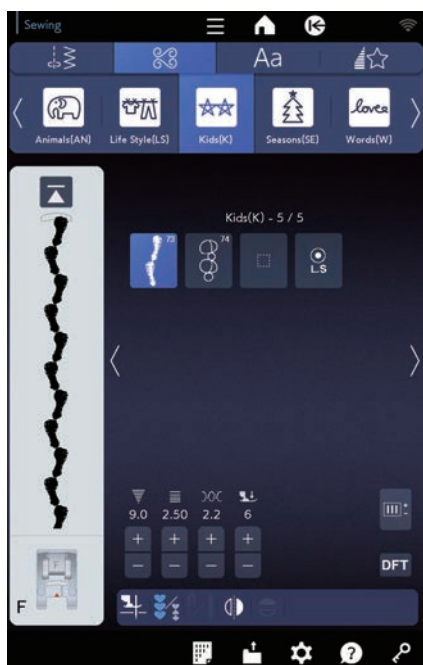 Sewing
Aa
Animals(AN) Life Style(LS) Kids(K) Seasons(SE) Words(W)
love
Kids(K) - 5 / 5
73 74
L.S
9.0 2.50 2.2 6
+ + + +
- - - -
DFT
F
?